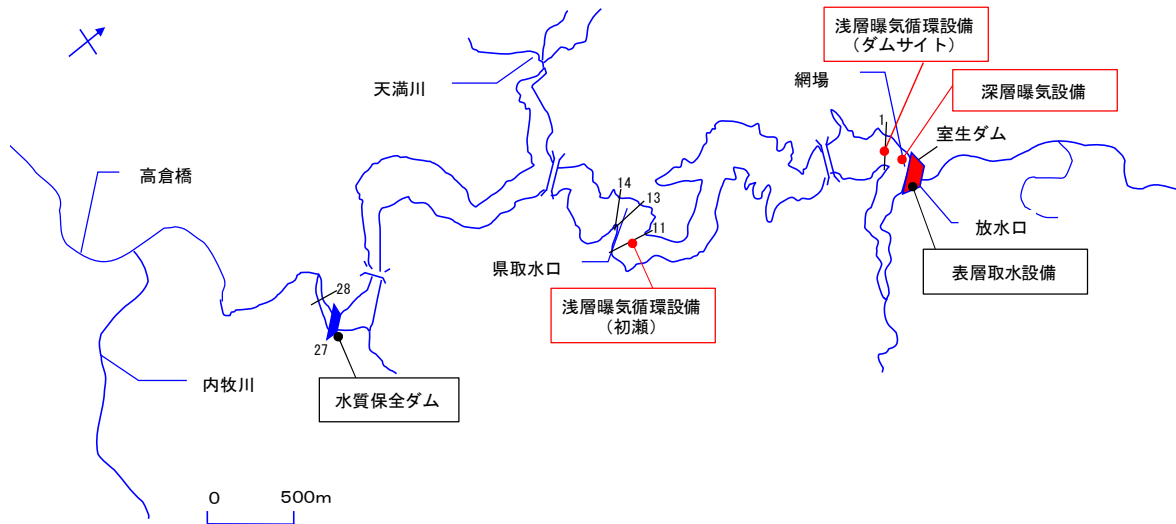 浅層曝気循環設備
(ダムサイト)
網場
深層曝気設備
天満川
1
室生ダム
高倉橋
14
13
11
放水口
県取水口
表層取水設備
28
浅層曝気循環設備
(初瀬)
27
内牧川
水質保全ダム
0 500m